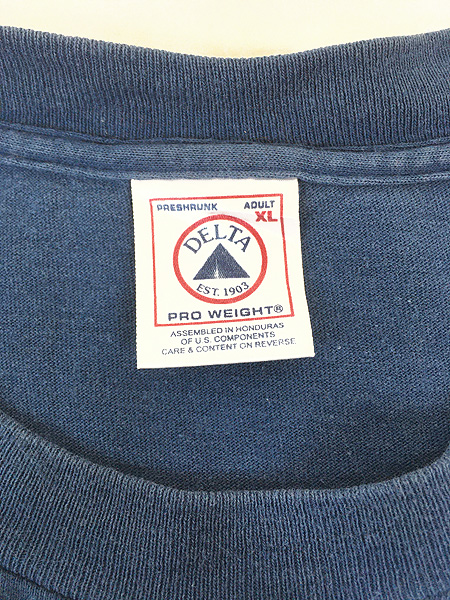 PRESHRUNK ADULT
XL
DELTA
EST. 1903
PRO WEIGHT®
ASSEMBLED IN HONDURAS
OF U.S. COMPONENTS
CARE & CONTENT ON REVERSE